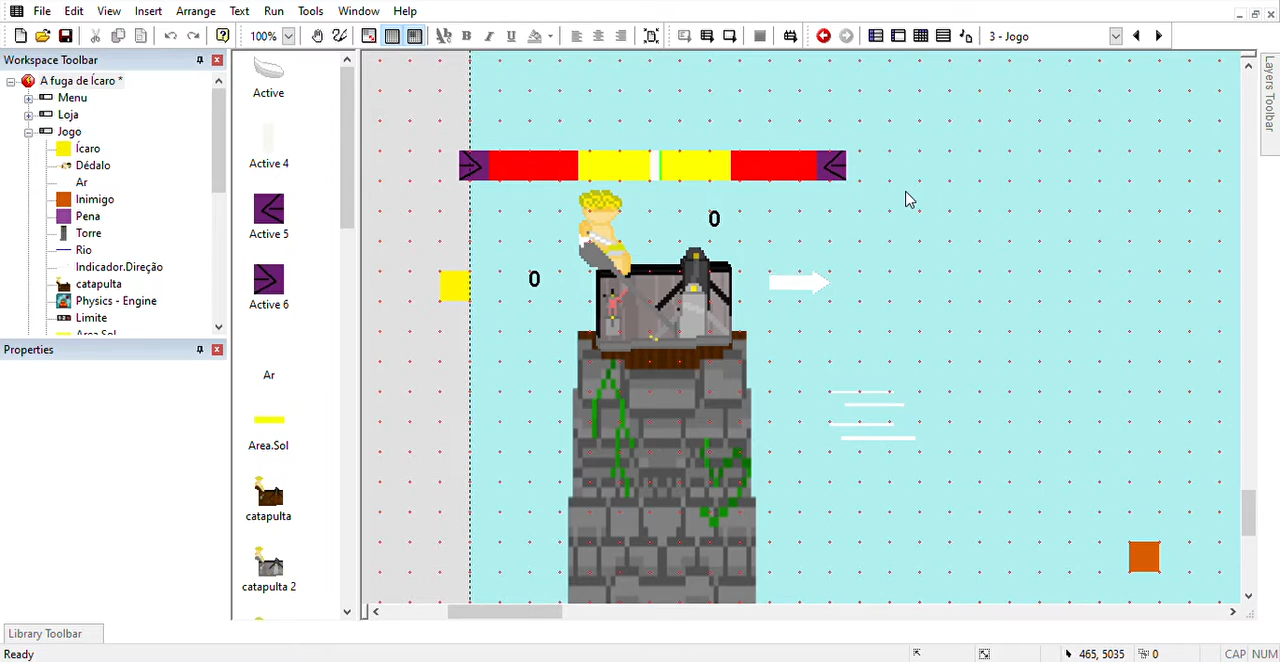 File Edit View Insert Arrange Text Run Tools Window Help
100% B I U 3 - Jogo
Workspace Toolbar
A fuga de Ícaro *
Menu
Loja
Jogo
Ícaro
Dédalo
Ar
Inimigo
Pena
Torre
Rio
Indicador.Direção
catapulta
Physics - Engine
Limite
Area.Sol
Properties
Active
Active 4
Active 5
Active 6
Ar
Area.Sol
catapulta
catapulta 2
0
0
Layers Toolbar
Library Toolbar
Ready 465, 5035 0 CAP NUM